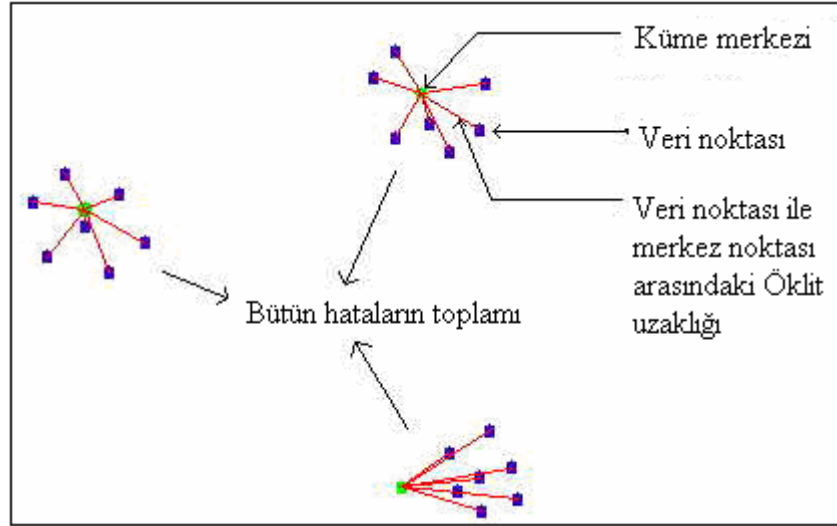 Küme merkezi
Veri noktası
Veri noktası ile
merkez noktası
arasındaki Öklit
uzaklığı
Bütün hataların toplamı